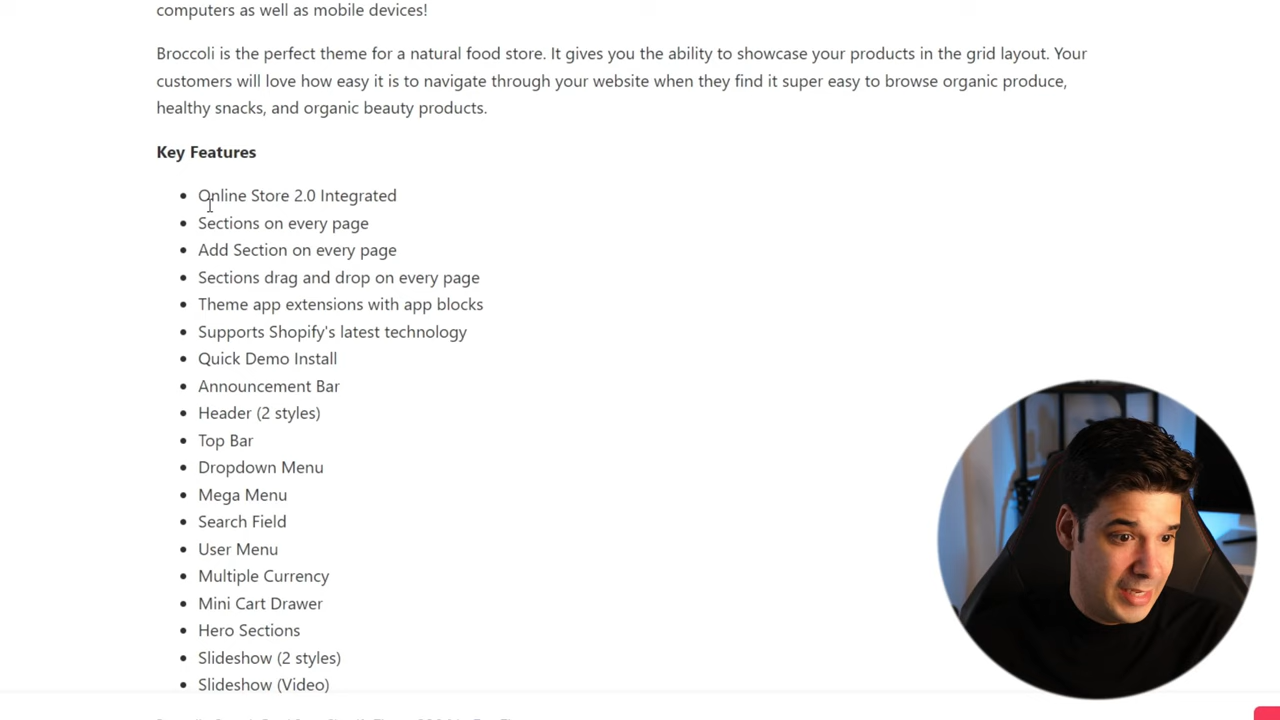 computers as well as mobile devices!
Broccoli is the perfect theme for a natural food store. It gives you the ability to showcase your products in the grid layout. Your
customers will love how easy it is to navigate through your website when they find it super easy to browse organic produce,
healthy snacks, and organic beauty products.
Key Features
Online Store 2.0 Integrated
Sections on every page
Add Section on every page
Sections drag and drop on every page
Theme app extensions with app blocks
Supports Shopify's latest technology
Quick Demo Install
Announcement Bar
Header (2 styles)
Top Bar
Dropdown Menu
Mega Menu
Search Field
User Menu
Multiple Currency
Mini Cart Drawer
Hero Sections
Slideshow (2 styles)
Slideshow (Video)